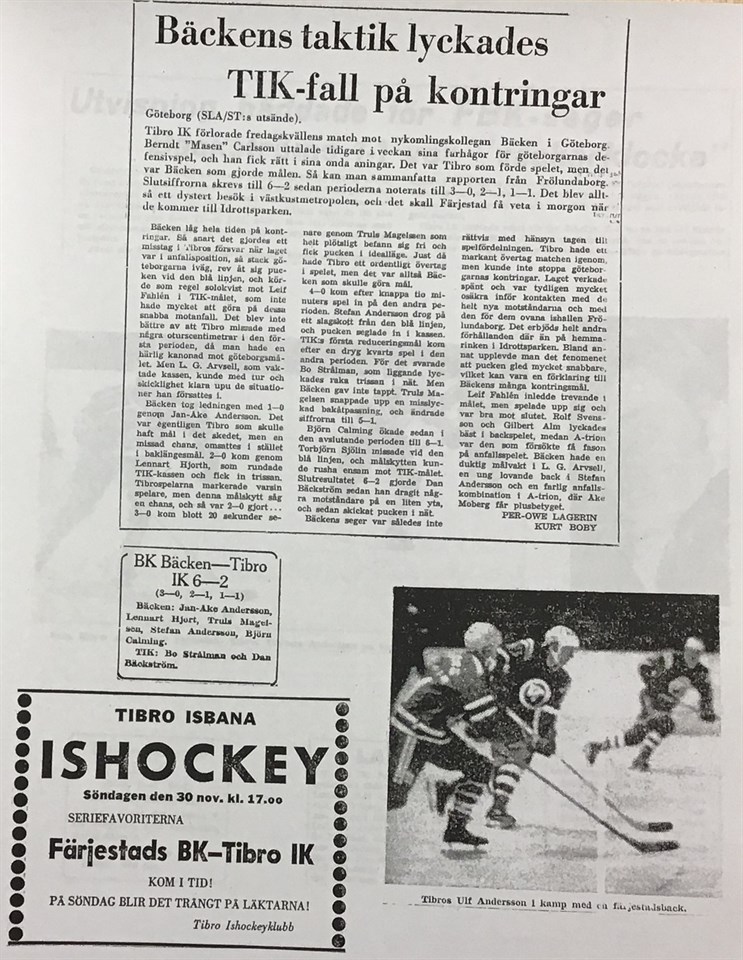 Bäckens taktik lyckades
TIK-fall på kontringar
Göteborg (SLA/ST:s utsände).
Tibro IK förlorade fredagskvällens match mot nykomlingskollegan Bäcken i Göteborg.
Berndt "Masen" Carlsson uttalade tidigare i veckan sina farhågor för göteborgarnas de-
fensivspel, och han fick rätt i sina onda aningar. Det var Tibro som förde spelet, men det
var Bäcken som gjorde målen. Så kan man sammanfatta rapporten från Frölundaborg.
Slutsiffrorna skrevs till 6—2 sedan perioderna noterats till 3—0, 2—1, 1—1. Det blev allt-
så ett dystert besök i västkustmetropolen, och det skall Färjestad få veta i morgon när
de kommer till Idrottsparken.
Bäcken låg hela tiden på kont-
ringar. Så snart det gjordes ett
misstag i Tibros försvar när laget
var i anfallsposition, så stack gö-
teborgarna iväg, rev åt sig puc-
ken vid den blå linjen, och kör-
de som regel solokvist mot Leif
Fahlén i TIK-målet, som inte
hade mycket att göra på dessa
snabba motanfall. Det blev inte
bättre av att Tibro missade med
några oturscentimetrar i den för-
sta perioden, då man hade en
härlig kanonad mot göteborgsmå-
let. Men L. G. Arvsell, som vak-
tade kassen, kunde med tur och
skicklighet klara upp de situatio-
ner han försattes i.
Bäcken tog ledningen med 1—0
genom Jan-Ake Andersson. Det
var egentligen Tibro som skulle
haft mål i det skedet, men en
missad chans, omsattes i stället
i baklängesmål. 2—0 kom genom
Lennart Hjorth, som rundade
TIK-kassen och fick in trissan.
Tibrospelarna markerade varsin
spelare, men denna målskytt såg
en chans, och så var 2—0 gjort...
3—0 kom blott 20 sekunder se-
nare genom Truls Magelssen som
helt plötsligt befann sig fri och
fick pucken i idealläge. Just då
hade Tibro ett ordentligt övertag
i spelet, men det var alltså Bäc-
ken som skulle göra mål.
4—0 kom efter knappa tio mi-
nuters spel in på den andra pe-
rioden. Stefan Andersson drog på
ett slagskott från den blå linjen,
och pucken seglade in i kassen.
TIK:s första reduceringsmål kom
efter en dryg kvarts spel i den
andra perioden. För det svarade
Bo Strålman, som liggande lyc-
kades raka trissan i nät. Men
Bäcken gav inte tappt. Truls Ma-
gelsen snappade upp en misslyc-
kad bakåtpassning, och ändrade
siffrorna till 5—1.
Björn Calming ökade sedan i
den avslutande perioden till 6—1.
Torbjörn Sjölin missade vid den
blå linjen, och målskytten kun-
de rusha ensam mot TIK-målet.
Slutresultatet 6—2 gjorde Dan
Bäckström sedan han dragit någ-
ra motståndare på en liten yta,
och sedan skickat pucken i nät.
Bäckens seger var således inte
rättvis med hänsyn tagen till
spelfördelningen. Tibro hade ett
markant övertag matchen igenom,
men kunde inte stoppa götebor-
garnas kontringar. Laget verkade
spänt och var tydligen mycket
osäkra inför kontakten med de
helt nya motståndarna och med
den för dem ovana ishallen Frö-
lundaborg. Det erbjöds helt andra
förhållanden där än på hemma-
rinken i Idrottsparken. Bland an-
nat upplevde man det fenomenet
att pucken gled mycket snabbare,
vilket kan vara en förklaring till
Bäckens många kontringsmål.
Leif Fahlén inledde trevande i
målet, men spelade upp sig och
var bra mot slutet. Rolf Svens-
son och Gilbert Alm lyckades
bäst i backspelet, medan A-trion
var den som försökte få fason
på anfallsspelet. Bäcken hade en
duktig målvakt i L. G. Arvsell,
en ung lovande back i Stefan
Andersson och en farlig anfalls-
kombination i A-trion, där Ake
Moberg får plusbetyget.
PER-OWE LAGERIN
KURT BOBY
BK Bäcken—Tibro
IK 6—2
(3—0, 2—1, 1—1)
Bäcken: Jan-Ake Andersson,
Lennart Hjort, Truls Magel-
sen, Stefan Andersson, Björn
Calming.
TIK: Bo Strålman och Dan
Bäckström.
TIBRO ISBANA
ISHOCKEY
Söndagen den 30 nov. kl. 17.00
SERIEFAVORITERNA
Färjestads BK–Tibro IK
KOM I TID!
PÅ SÖNDAG BLIR DET TRÅNGT PÅ LÄKTARNA!
Tibro Ishockeyklubb
Tibros Ulf Andersson i kamp med en färjestadsback.